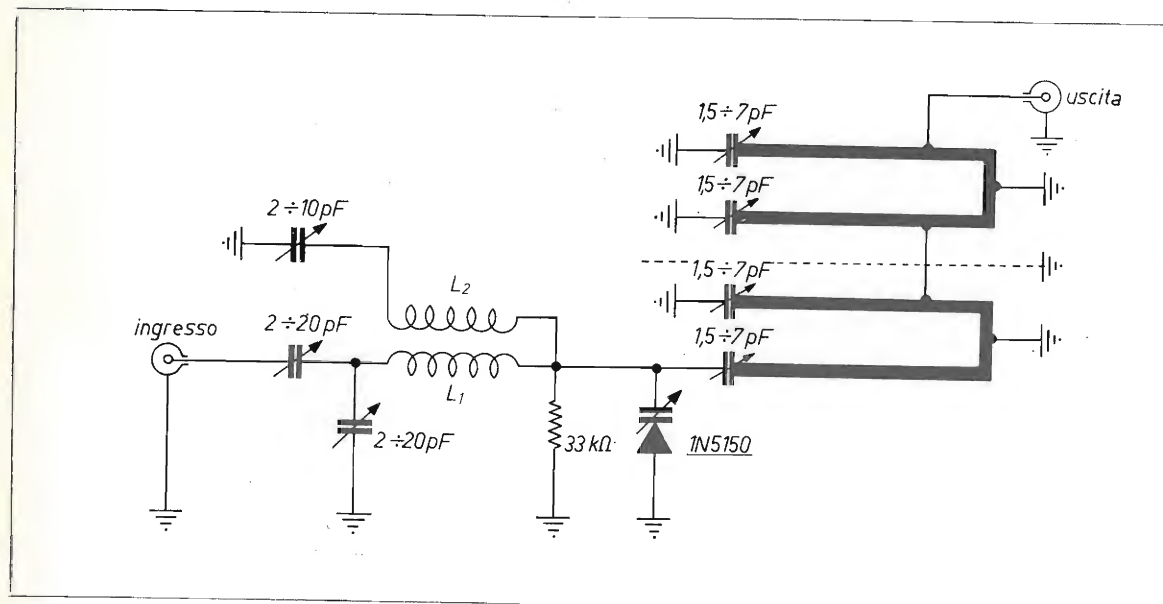 uscita
1,5÷7pF
1,5÷7pF
2÷10pF
1,5÷7pF
L2
ingresso
2÷20pF
1,5÷7pF
L1
2÷20pF
33 kΩ
1N5150